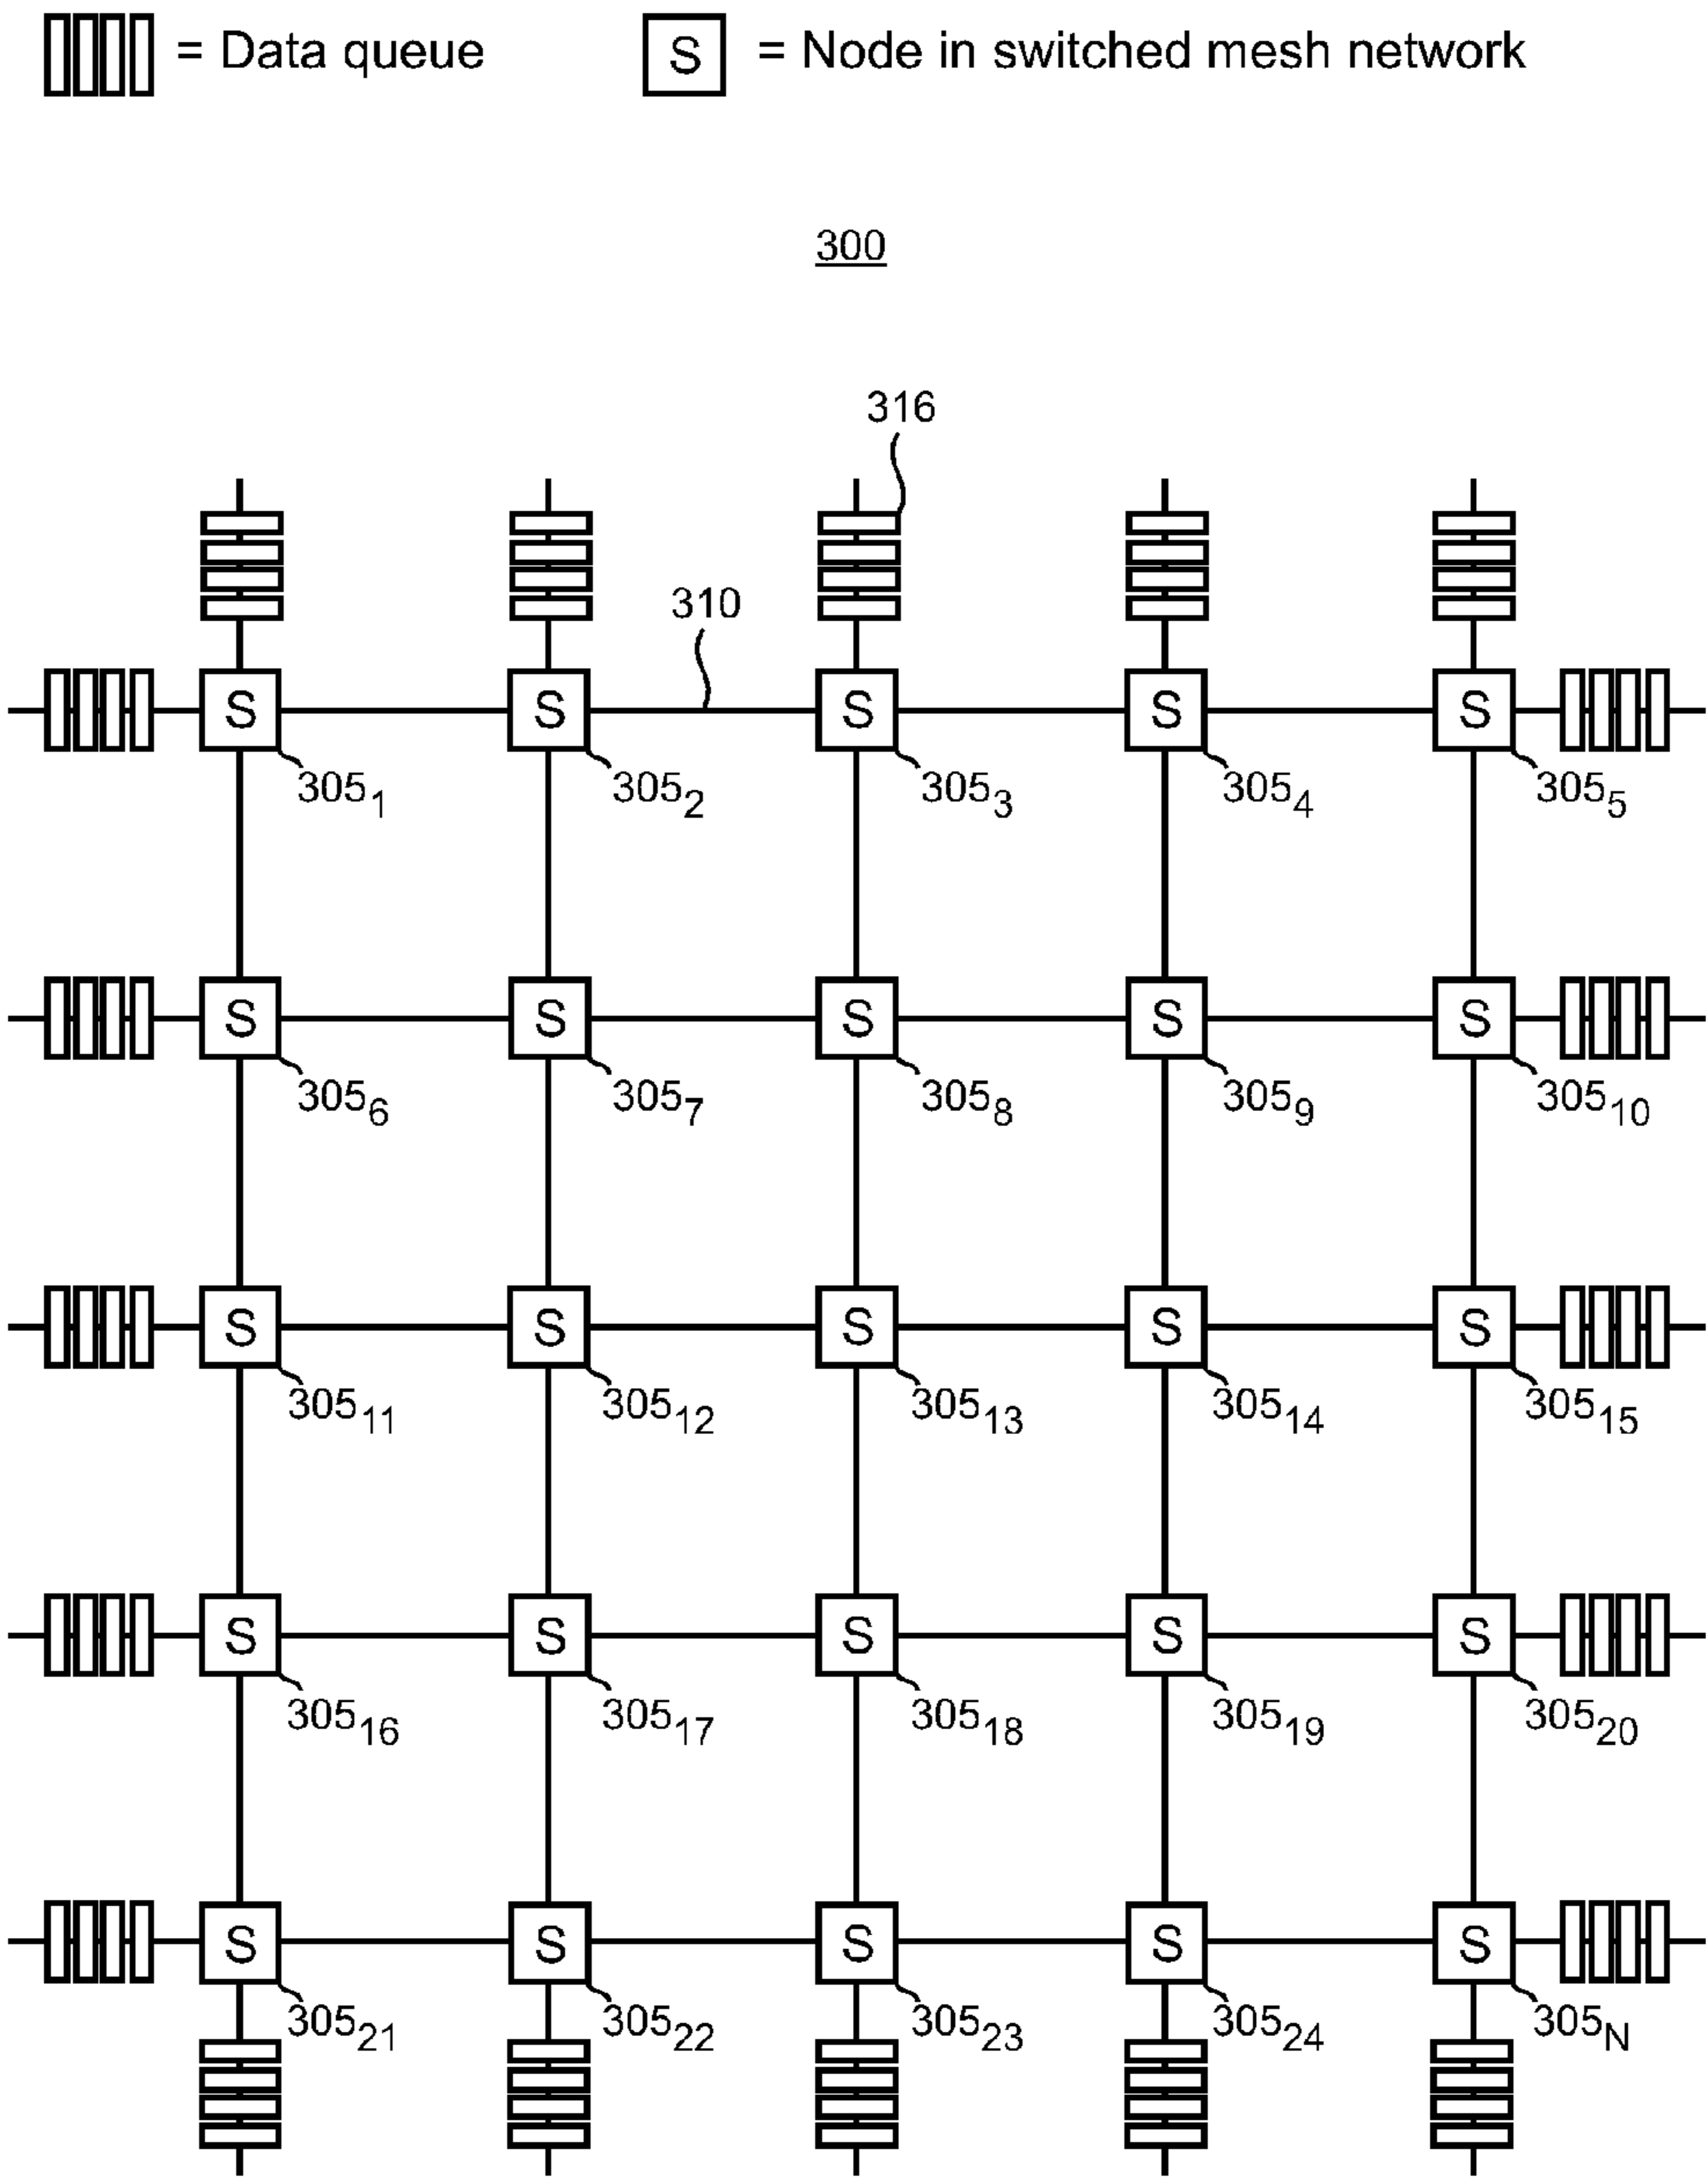 = Data queue S = Node in switched mesh network
300
316
310
S S S S S
305₁ 305₂ 305₃ 305₄ 305₅
S S S S S
305₆ 305₇ 305₈ 305₉ 305₁₀
S S S S S
305₁₁ 305₁₂ 305₁₃ 305₁₄ 305₁₅
S S S S S
305₁₆ 305₁₇ 305₁₈ 305₁₉ 305₂₀
S S S S S
305₂₁ 305₂₂ 305₂₃ 305₂₄ 305N